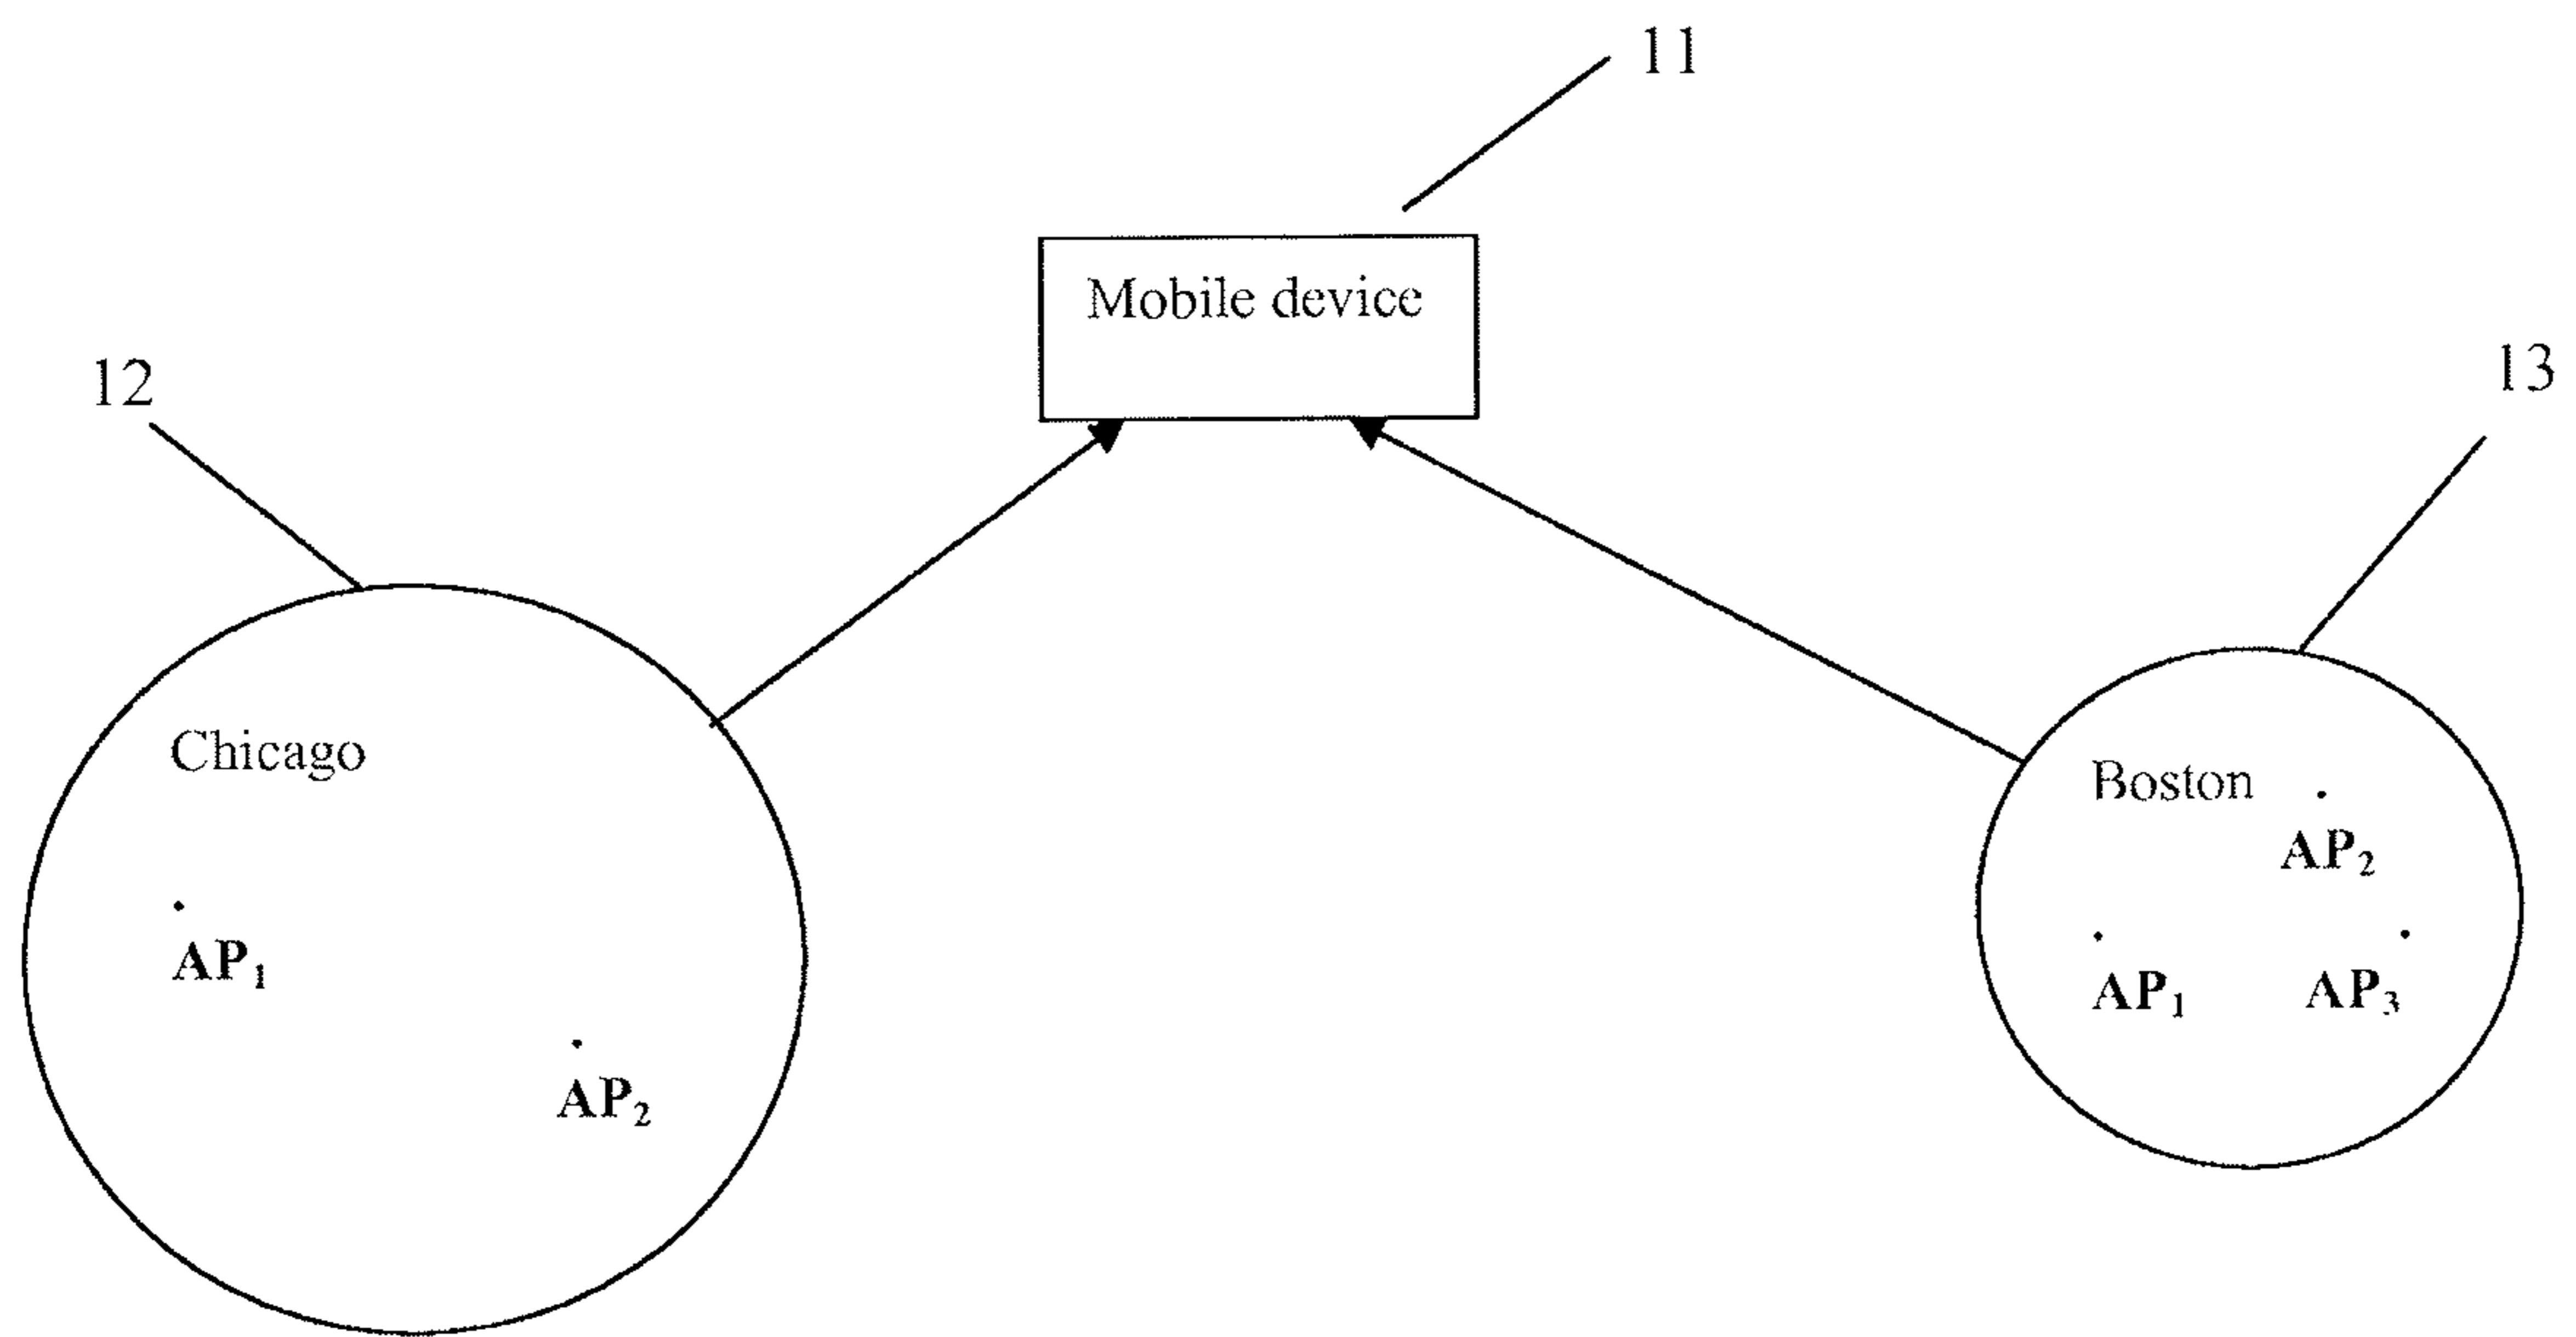 11
Mobile device
12
13
Chicago
Boston
AP₂
AP₁
AP₁
AP₃
AP₂